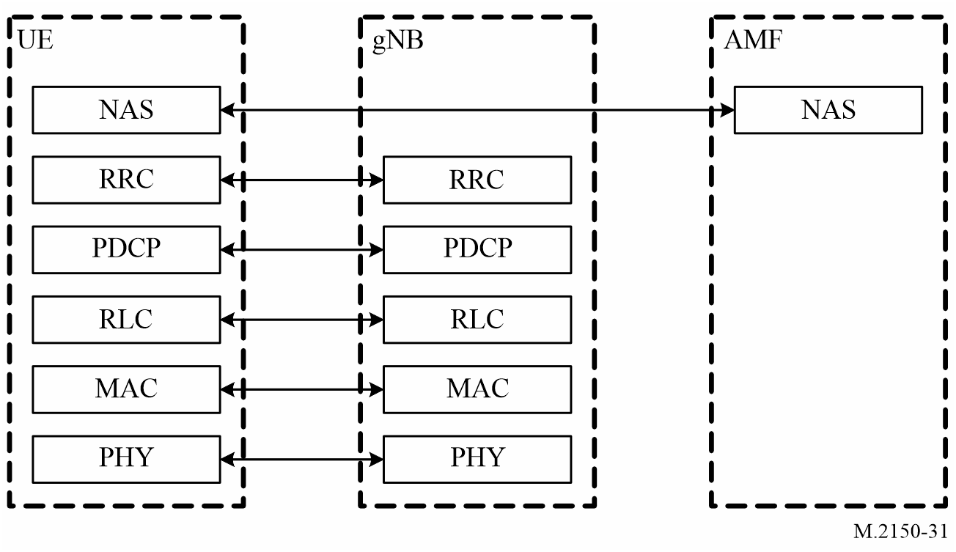 UE gNB AMF
NAS NAS
RRC RRC
PDCP PDCP
RLC RLC
MAC MAC
PHY PHY
M.2150-31